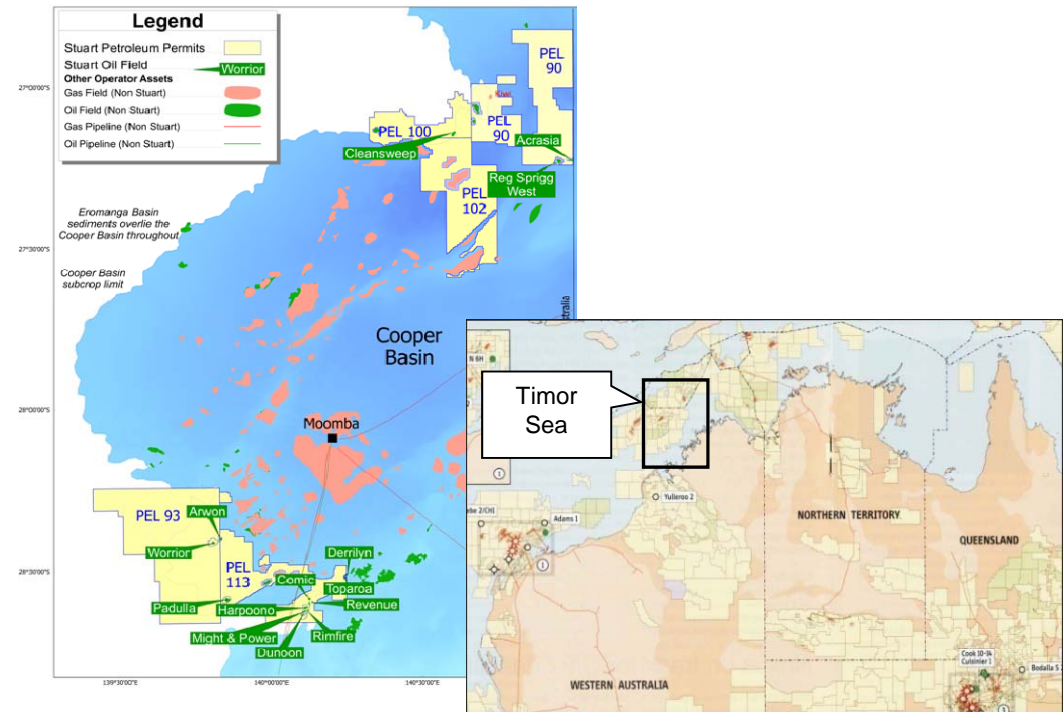 Legend
Stuart Petroleum Permits
Stuart Oil Field
Worrior
Other Operator Assets
Gas Field (Non Stuart)
Oil Field (Non Stuart)
Gas Pipeline (Non Stuart)
Oil Pipeline (Non Stuart)
27°00'00"S
27°30'00"S
28°00'00"S
28°30'00"S
PEL
90
PEL
90
PEL 100
Cleansweep
Acrasia
Reg Sprigg
West
PEL
102
Eromanga Basin
sediments overlie the
Cooper Basin throughout
Cooper Basin
subcrop limit
Cooper
Basin
Moomba
PEL 93
Arwon
Worrior
PEL
113
Padulla
Comic
Derrilyn
Toparoa
Harpoono
Revenue
Might & Power
Rimfire
Dunoon
139°30'00"E
140°00'00"E
Timor
Sea
N 6H
1
Yulleroo 2
Adams 1
1
NORTHERN TERRITORY
QUEENSLAND
WESTERN AUSTRALIA
Cook 10-14
Cuisinier 1
Bodalla S